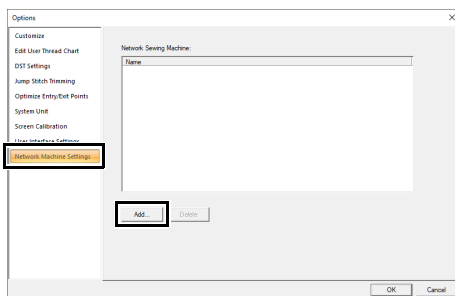 Options
Customize
Edit User Thread Chart
DST Settings
Jump Stitch Trimming
Optimize Entry/Exit Points
System Unit
Screen Calibration
User Interface Settings
Network Machine Settings
Network Sewing Machine:
Name
Add...
Delete
OK
Cancel